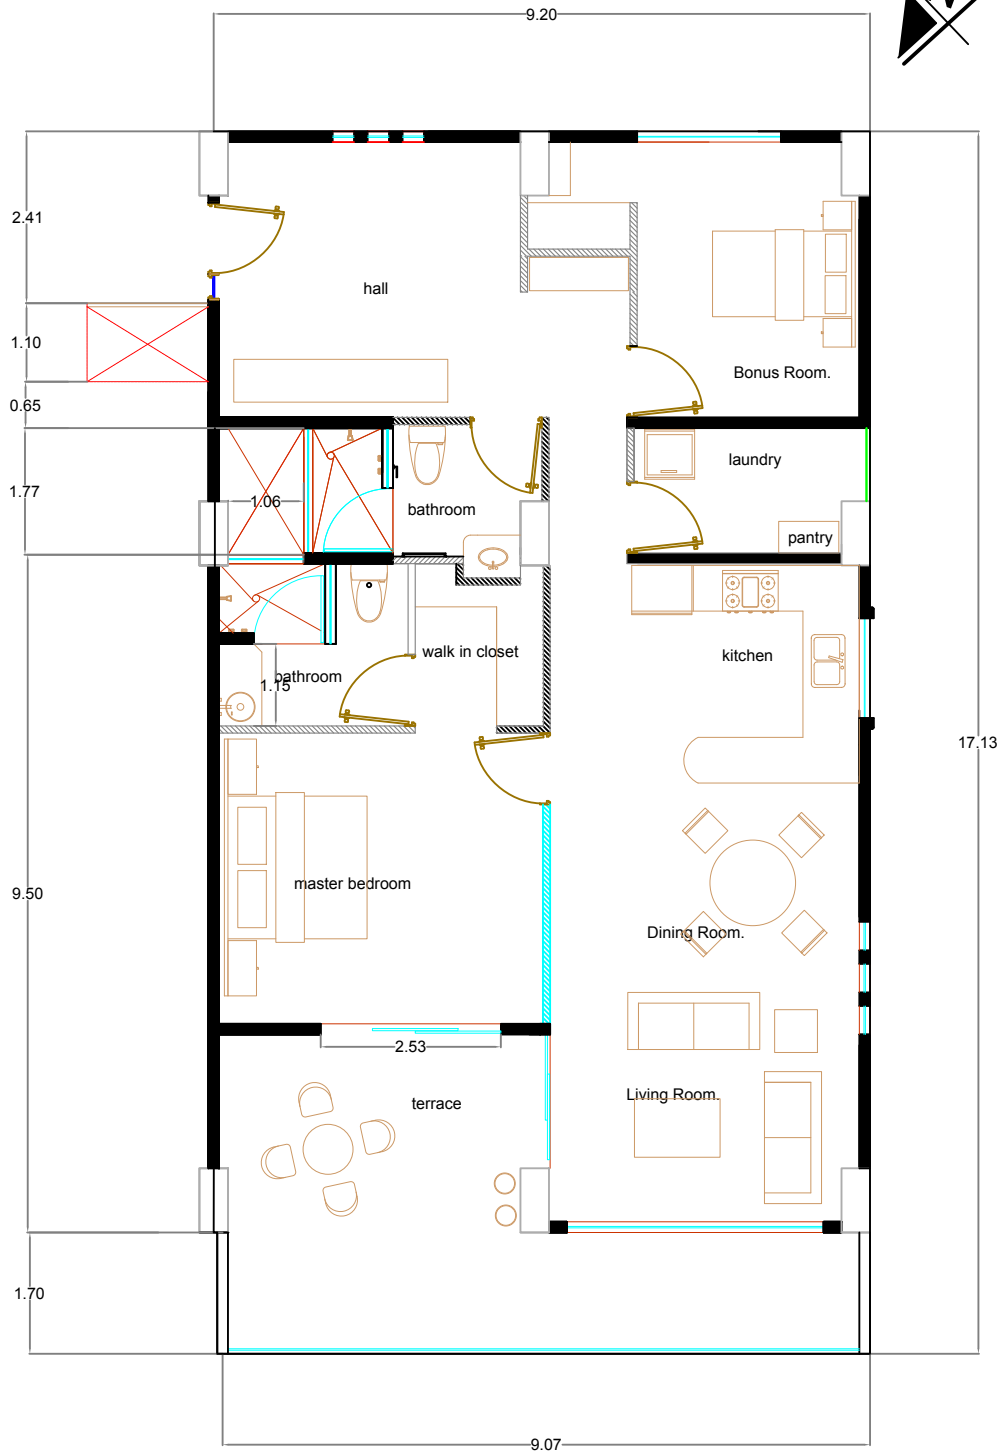 9.20
2.41
hall
1.10
Bonus Room.
0.65
laundry
1.77
1.06
bathroom
pantry
walk in closet
kitchen
bathroom
1.15
17.13
master bedroom
9.50
Dining Room.
2.53
Living Room.
terrace
1.70
9.07